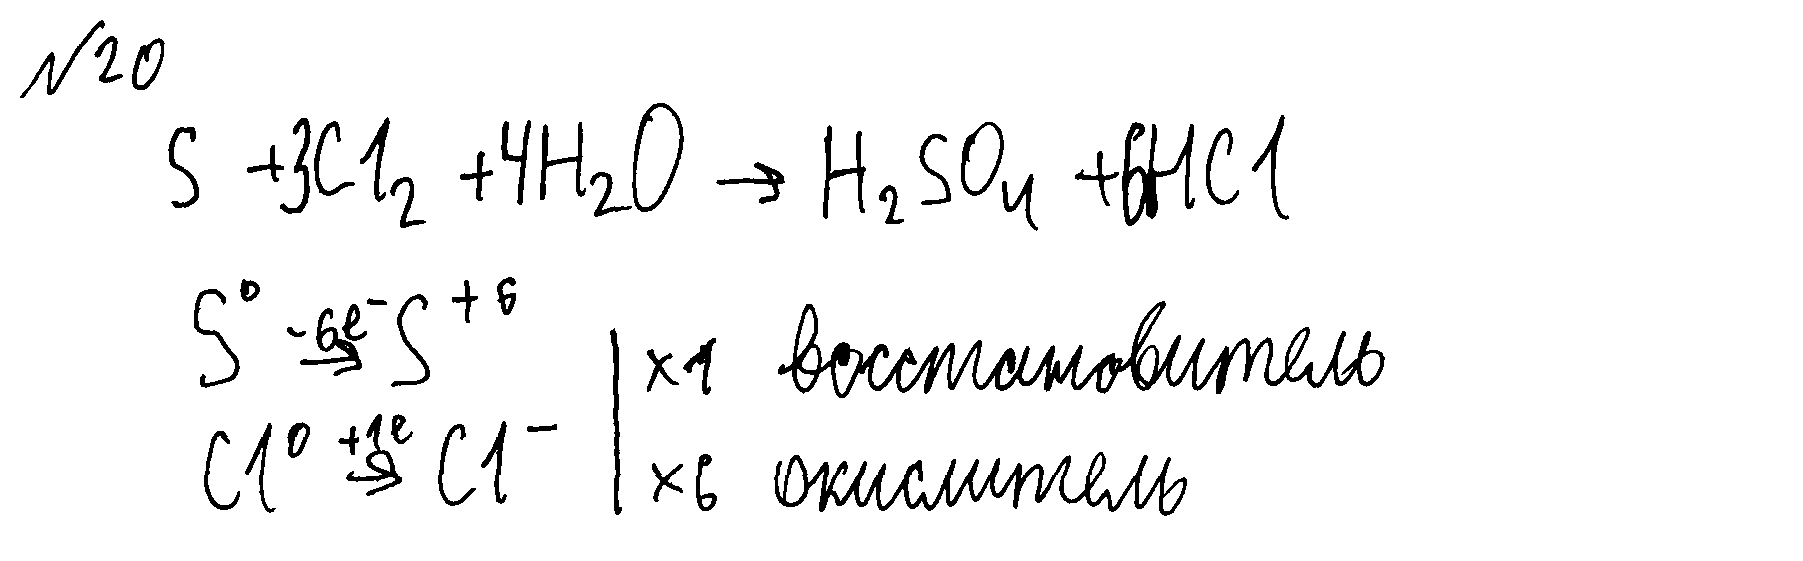 №20
S + 3Cl₂ + 4H₂O → H₂SO₄ + 6HCl
S⁰ -6e⁻→ S⁺⁶ | ×1 восстановитель
Cl⁰ +1e→ Cl⁻ | ×6 окислитель